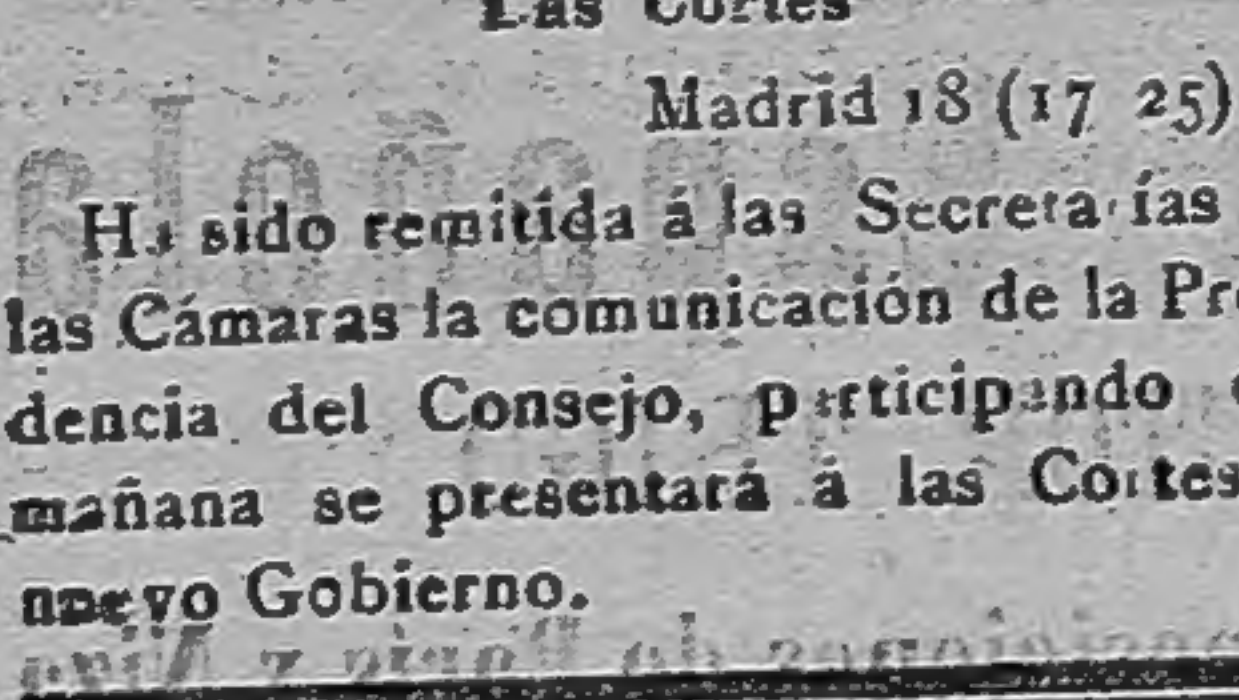 Las Cortes
Madrid 18 (17 25)
Ha sido remitida á las Secretarías
las Cámaras la comunicación de la
dencia del Consejo, participando
mañana se presentará á las Cortes
nuevo Gobierno.